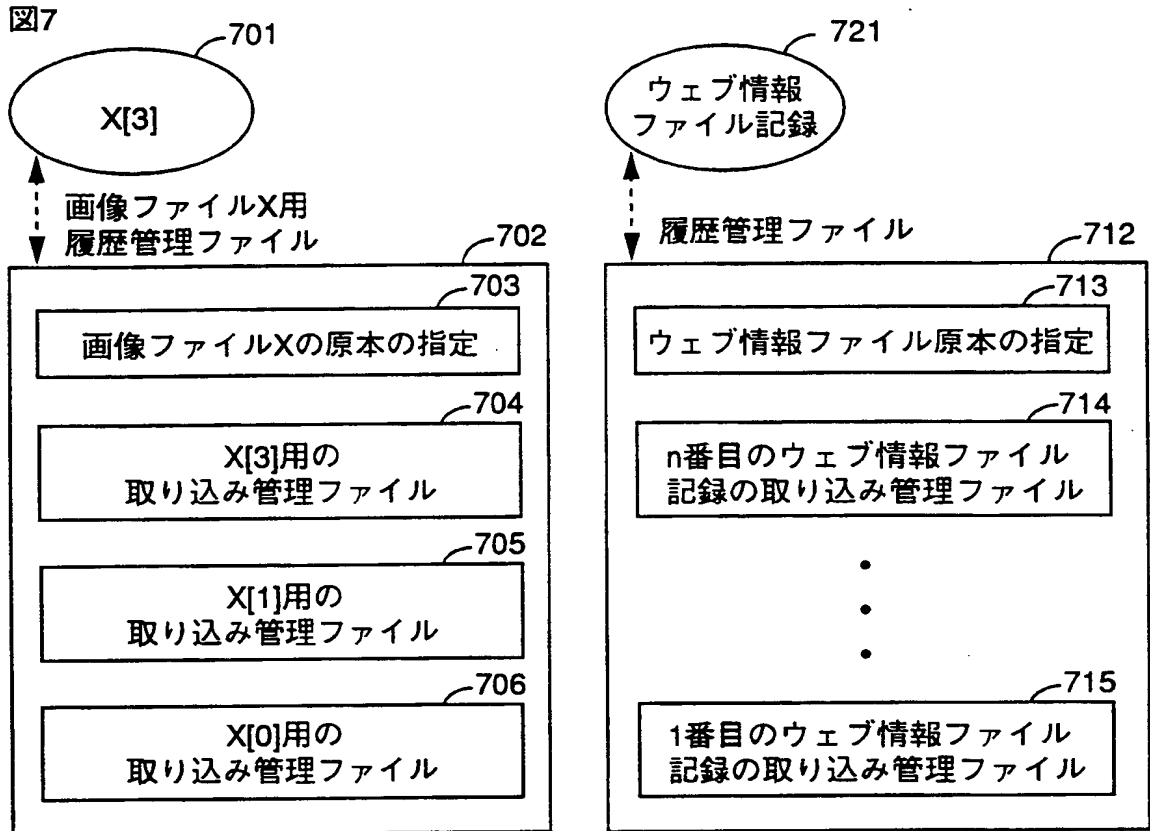 図7
701
X[3]
画像ファイルX用
履歴管理ファイル
702
703
画像ファイルXの原本の指定
704
X[3]用の
取り込み管理ファイル
705
X[1]用の
取り込み管理ファイル
706
X[0]用の
取り込み管理ファイル
721
ウェブ情報
ファイル記録
履歴管理ファイル
712
713
ウェブ情報ファイル原本の指定
714
n番目のウェブ情報ファイル
記録の取り込み管理ファイル
715
1番目のウェブ情報ファイル
記録の取り込み管理ファイル